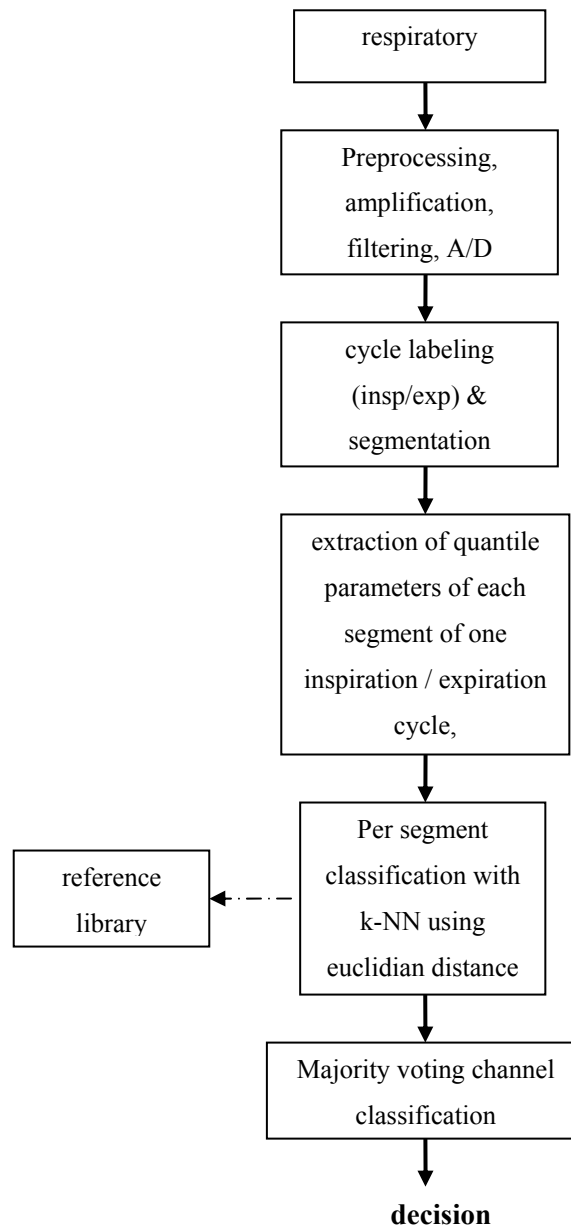 respiratory
Preprocessing,
amplification,
filtering, A/D
cycle labeling
(insp/exp) &
segmentation
extraction of quantile
parameters of each
segment of one
inspiration / expiration
cycle,
Per segment
classification with
k-NN using
euclidian distance
reference
library
Majority voting channel
classification
decision